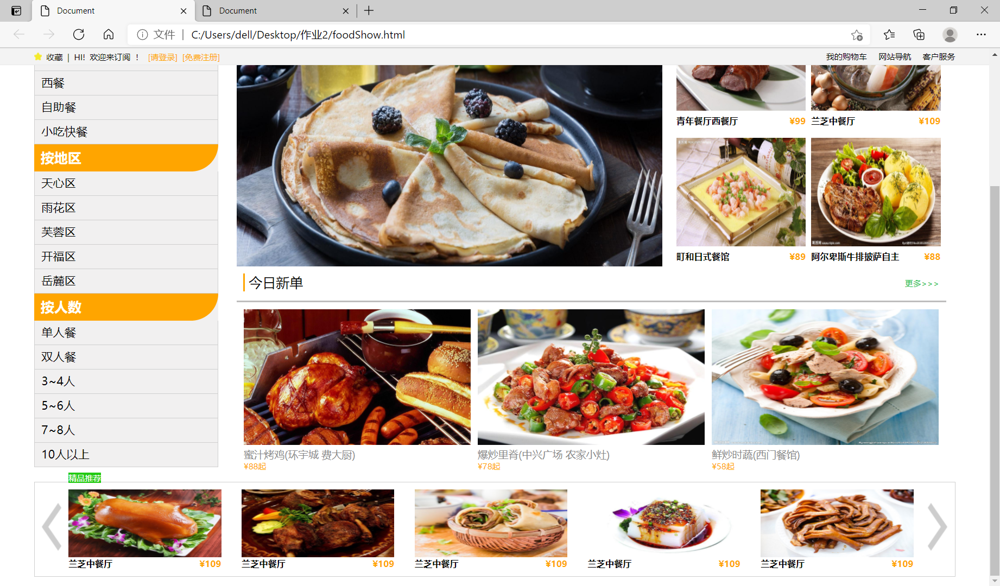 Document
Document
文件 | C:/Users/dell/Desktop/作业2/foodShow.html
收藏 | HI! 欢迎来订阅 ! [请登录] [免费注册]
我的购物车 网站导航 客户服务
西餐
自助餐
小吃快餐
按地区
天心区
雨花区
芙蓉区
开福区
岳麓区
按人数
单人餐
双人餐
3~4人
5~6人
7~8人
10人以上
青年餐厅西餐厅 ¥99
兰芝中餐厅 ¥109
町和日式餐馆 ¥89
阿尔卑斯牛排披萨自主 ¥88
今日新单
更多>>>
蜜汁烤鸡(环宇城 费大厨)
¥88起
爆炒里脊(中兴广场 农家小灶)
¥78起
鲜炒时蔬(西门餐馆)
¥58起
精品推荐
兰芝中餐厅 ¥109
兰芝中餐厅 ¥109
兰芝中餐厅 ¥109
兰芝中餐厅 ¥109
兰芝中餐厅 ¥109